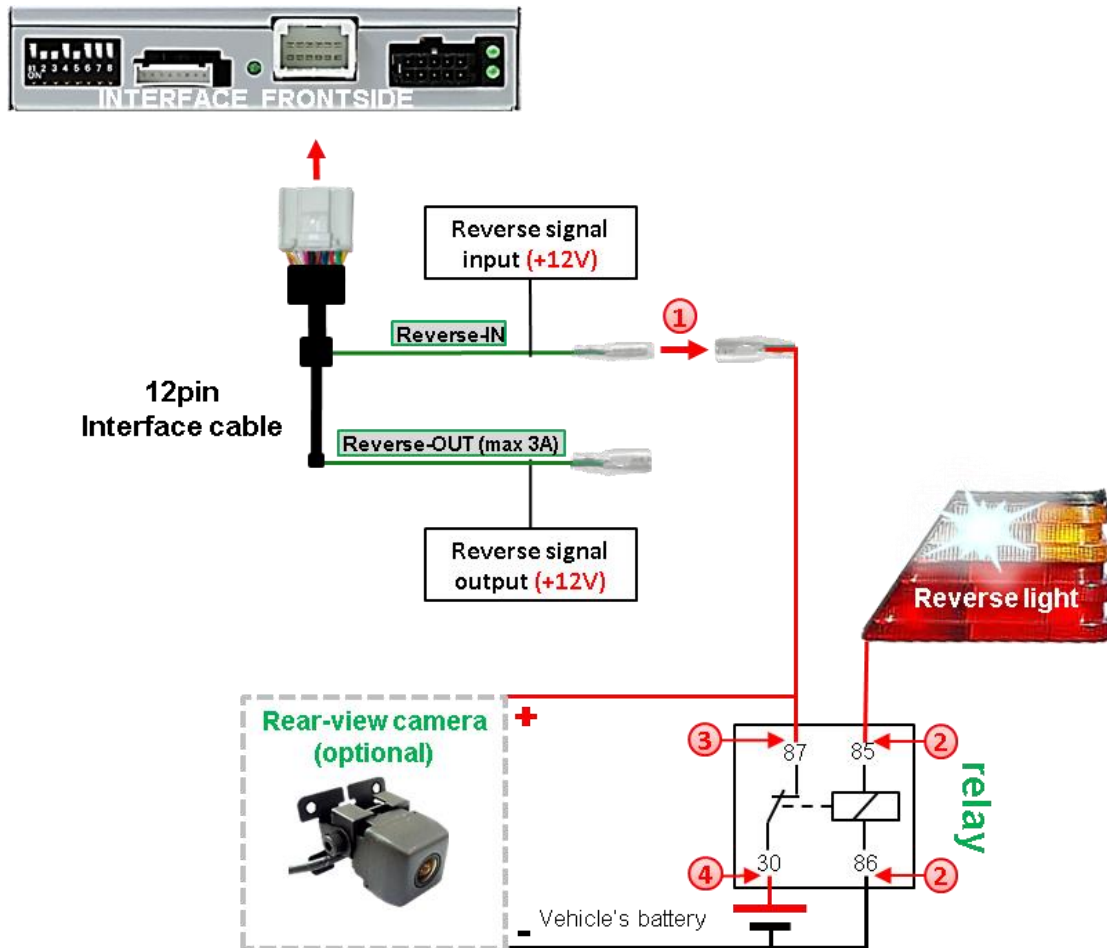 1 2 3 4 5 6 7 8
ON
INTERFACE FRONTSIDE
Reverse signal
input (+12V)
Reverse-IN
1
12pin
Interface cable
Reverse-OUT (max 3A)
Reverse signal
output (+12V)
Reverse light
Rear-view camera
(optional)
+
3
87
85
2
relay
4
30
86
2
- Vehicle's battery